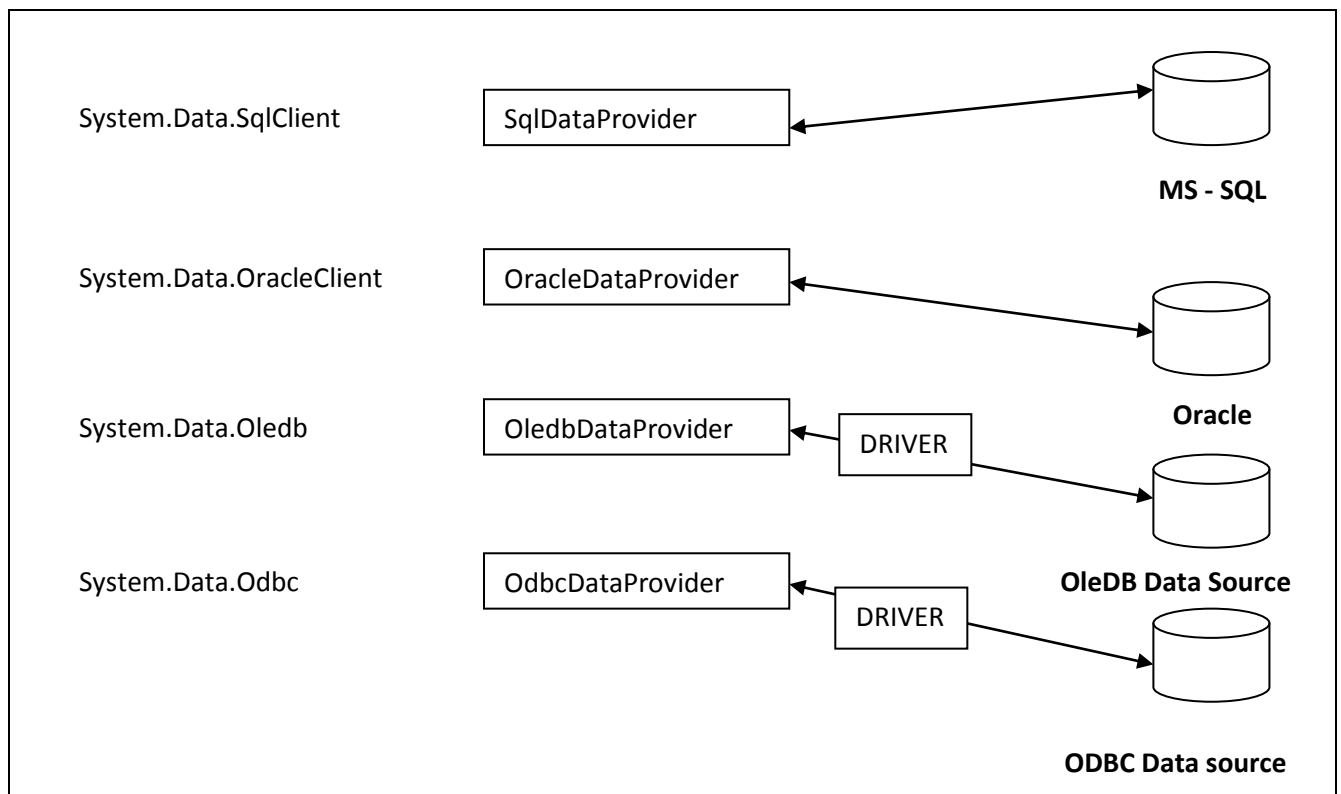 System.Data.SqlClient
SqlDataProvider
MS - SQL
System.Data.OracleClient
OracleDataProvider
Oracle
System.Data.Oledb
OledbDataProvider
DRIVER
OleDB Data Source
System.Data.Odbc
OdbcDataProvider
DRIVER
ODBC Data source